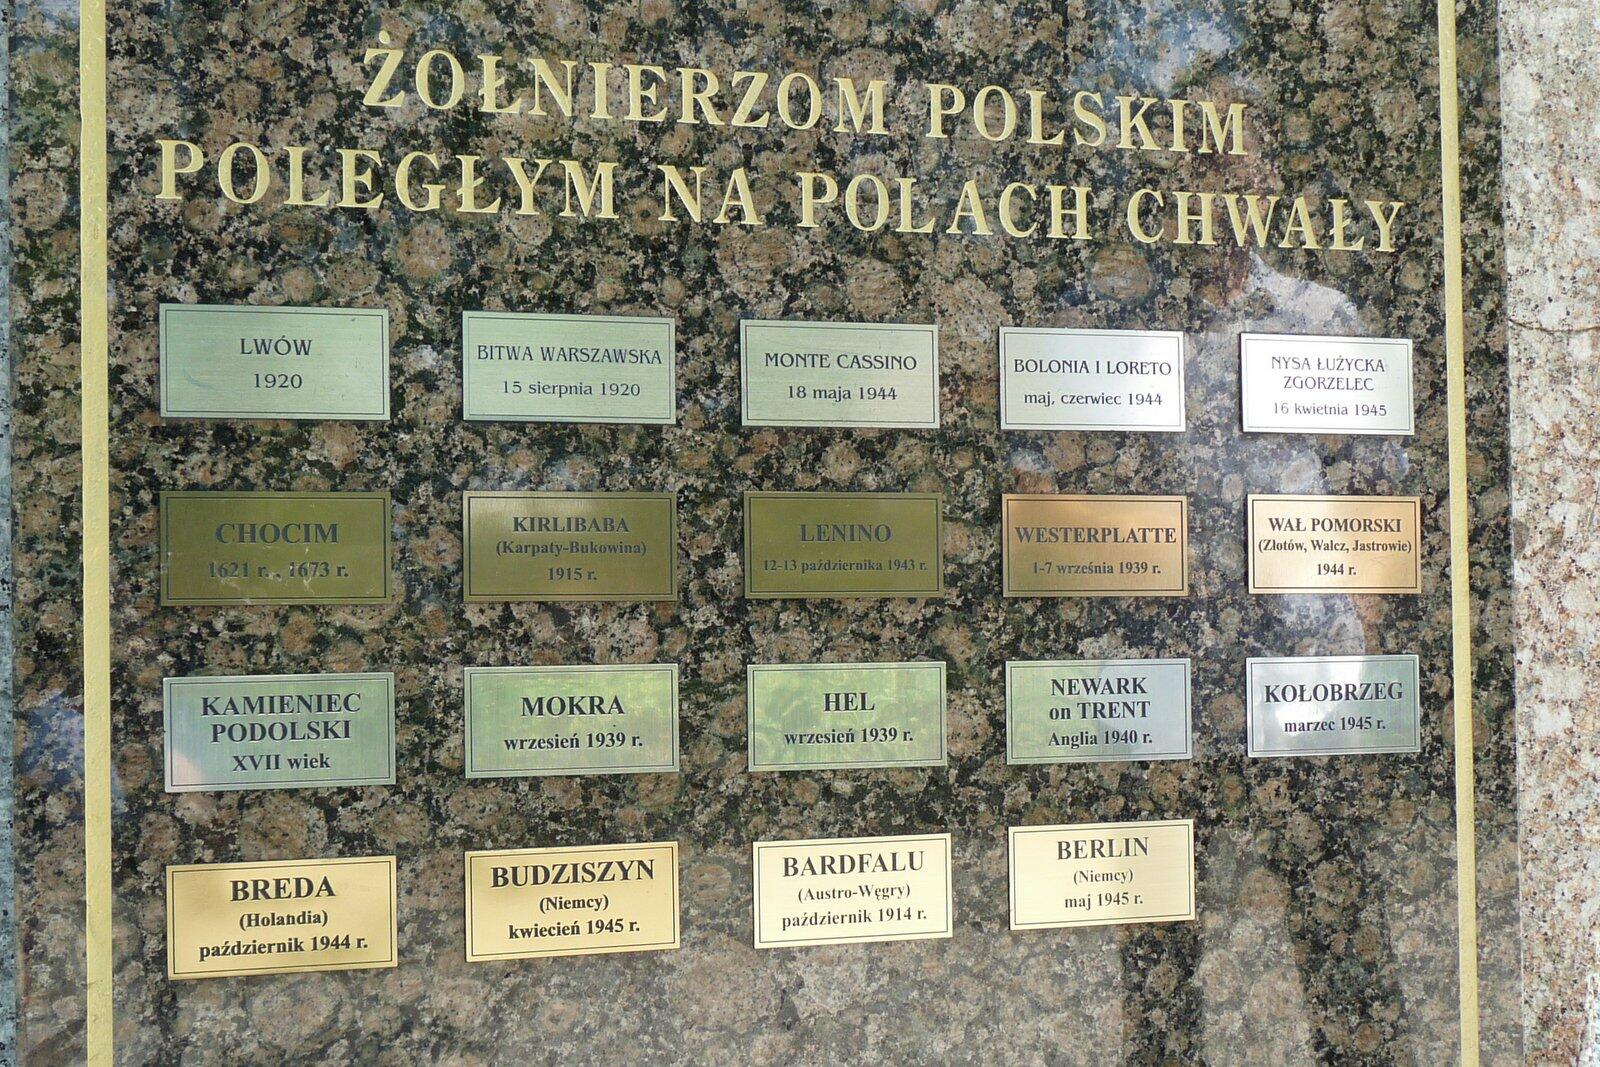 ŻOŁNIERZOM POLSKIM
POLEGŁYM NA POLACH CHWAŁY
LWÓW
1920
BITWA WARSZAWSKA
15 sierpnia 1920
MONTE CASSINO
18 maja 1944
BOLONIA I LORETO
maj, czerwiec 1944
NYSA ŁUŻYCKA
ZGORZELEC
16 kwietnia 1945
CHOCIM
1621 r. , 1673 r.
KIRLIBABA
(Karpaty-Bukowina)
1915 r.
LENINO
12-13 października 1943 r.
WESTERPLATTE
1-7 września 1939 r.
WAŁ POMORSKI
(Złotów, Wałcz, Jastrowie)
1944 r.
KAMIENIEC
PODOLSKI
XVII wiek
MOKRA
wrzesień 1939 r.
HEL
wrzesień 1939 r.
NEWARK
on TRENT
Anglia 1940 r.
KOŁOBRZEG
marzec 1945 r.
BREDA
(Holandia)
październik 1944 r.
BUDZISZYN
(Niemcy)
kwiecień 1945 r.
BARDFALU
(Austro-Węgry)
październik 1914 r.
BERLIN
(Niemcy)
maj 1945 r.